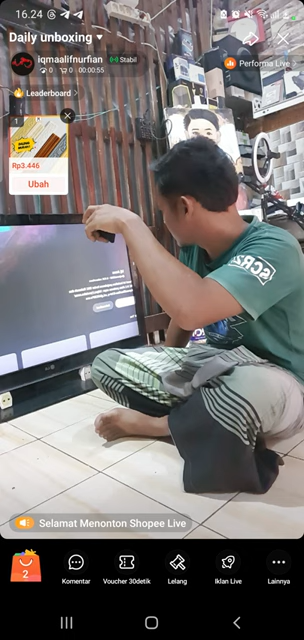 16.24
Daily unboxing
iqmaalifnurfian
Stabil
0 0 00:00:55
Performa Live >
Leaderboard >
1
Rp3.446
Ubah
Selamat Menonton Shopee Live
2
Komentar
Voucher 30detik
Lelang
Iklan Live
Lainnya